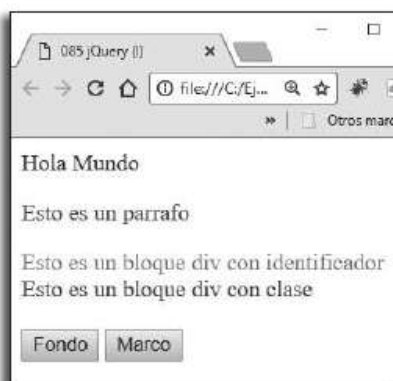 085 jQuery (I)
file:///C:/Ej...
» Otros marc
Hola Mundo
Esto es un parrafo
Esto es un bloque div con identificador
Esto es un bloque div con clase
Fondo Marco